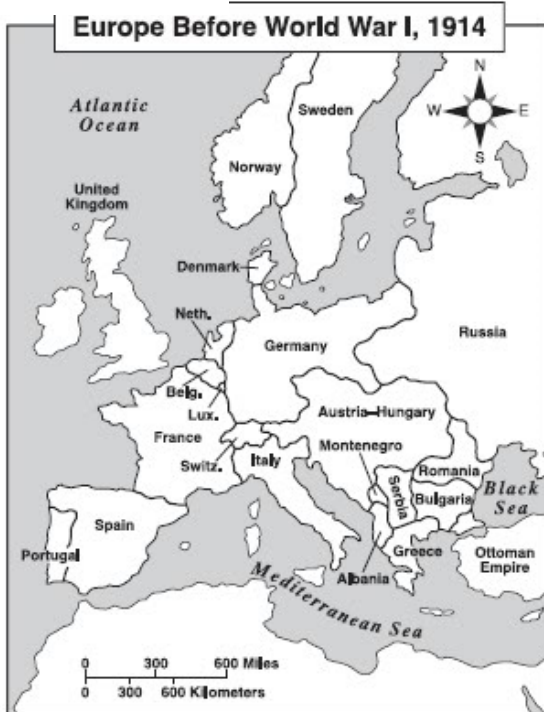 Europe Before World War I, 1914
Atlantic
Ocean
N
W
E
S
Sweden
Norway
United
Kingdom
Denmark
Neth.
Russia
Germany
Belg.
Lux.
Austria-Hungary
France
Montenegro
Switz.
Italy
Romania
Serbia
Black
Sea
Bulgaria
Spain
Portugal
Greece
Ottoman
Empire
Albania
Mediterranean Sea
0 300 600 Miles
0 300 600 Kilometers